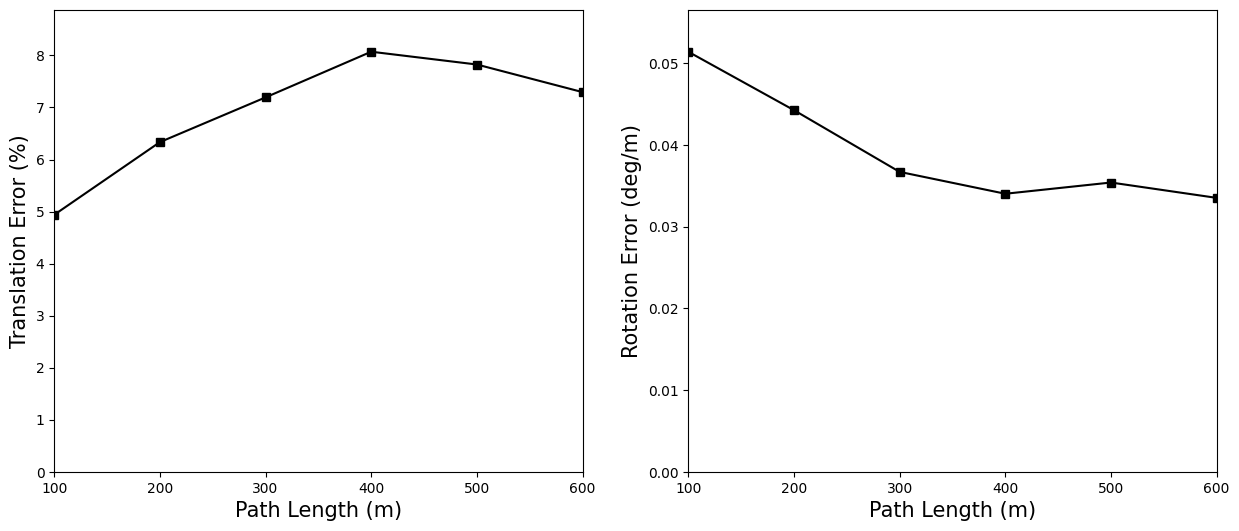 Translation Error (%)
8
7
6
5
4
3
2
1
0
100 200 300 400 500 600
Path Length (m)
Rotation Error (deg/m)
0.05
0.04
0.03
0.02
0.01
0.00
100 200 300 400 500 600
Path Length (m)